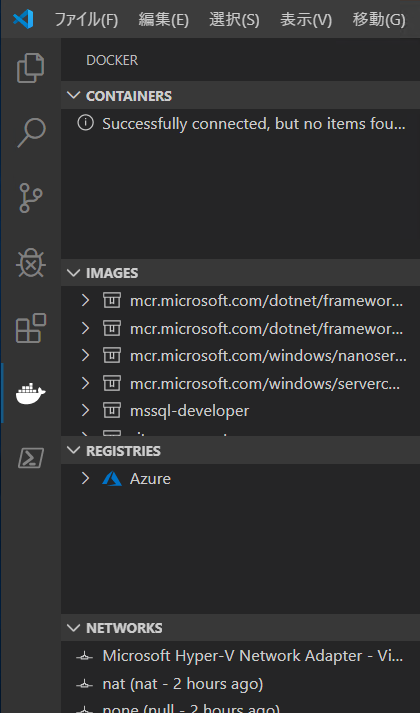 ファイル(F) 編集(E) 選択(S) 表示(V) 移動(G)
DOCKER
CONTAINERS
Successfully connected, but no items fou...
IMAGES
mcr.microsoft.com/dotnet/framewor...
mcr.microsoft.com/dotnet/framewor...
mcr.microsoft.com/windows/nanoser...
mcr.microsoft.com/windows/serverc...
mssql-developer
REGISTRIES
Azure
NETWORKS
Microsoft Hyper-V Network Adapter - Vi...
nat (nat - 2 hours ago)
none (null - 2 hours ago)